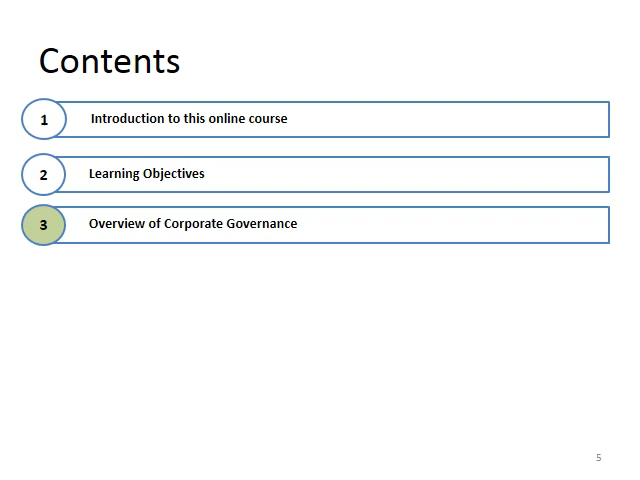 Contents
1 Introduction to this online course
2 Learning Objectives
3 Overview of Corporate Governance
5